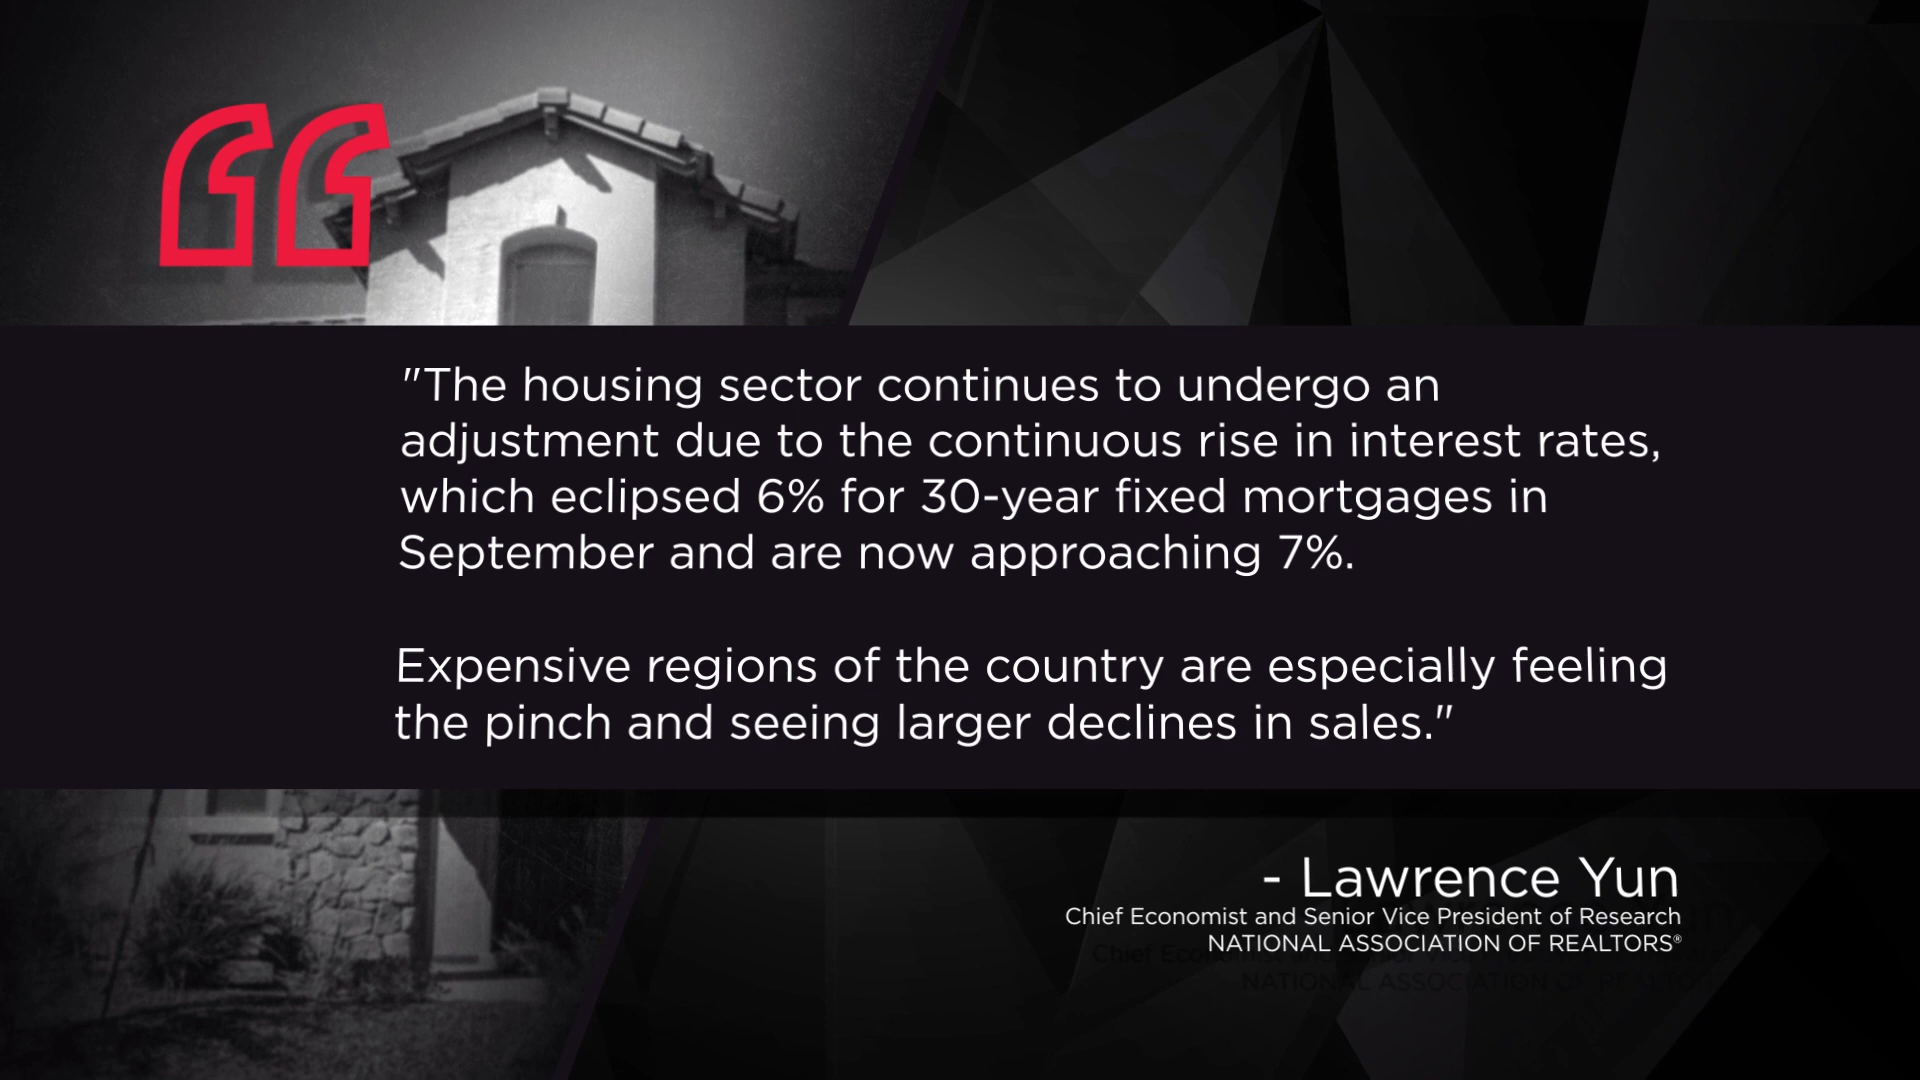 "The housing sector continues to undergo an
adjustment due to the continuous rise in interest rates,
which eclipsed 6% for 30-year fixed mortgages in
September and are now approaching 7%.
Expensive regions of the country are especially feeling
the pinch and seeing larger declines in sales."
- Lawrence Yun
Chief Economist and Senior Vice President of Research
NATIONAL ASSOCIATION OF REALTORS®